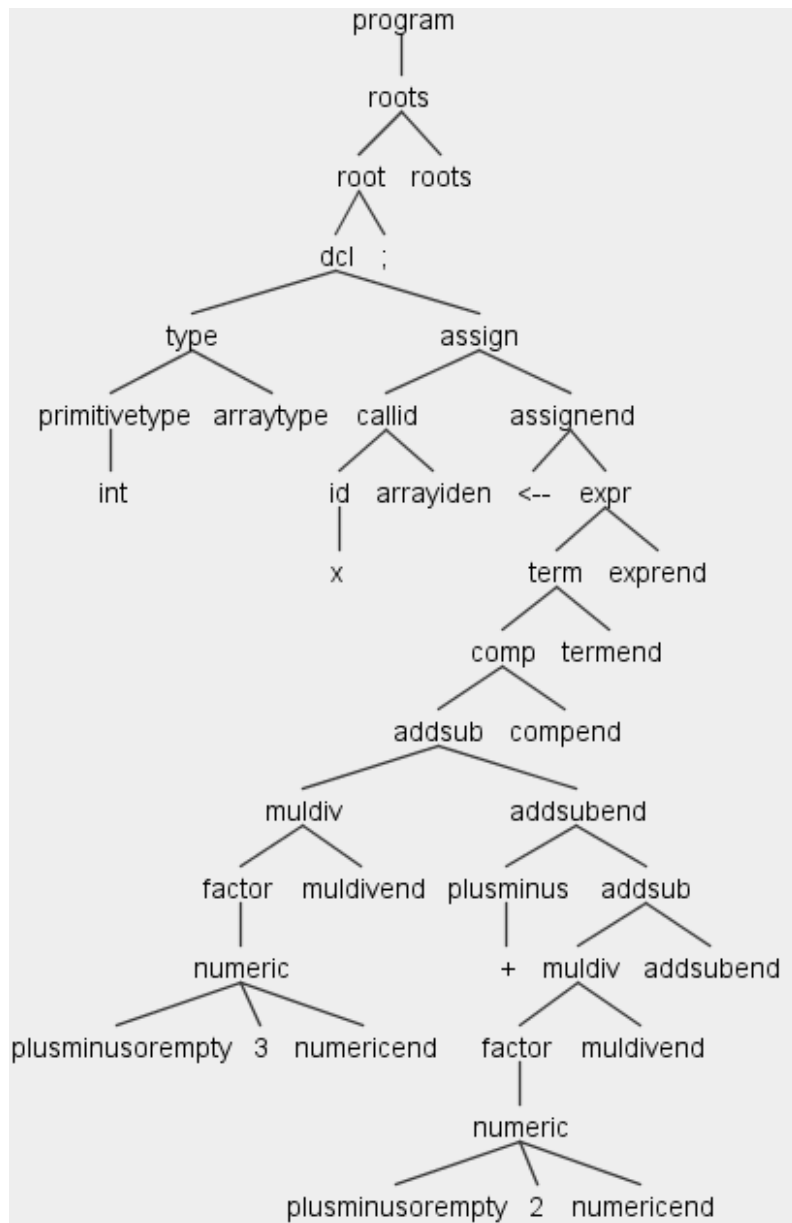 program
roots
root roots
dcl ;
type assign
primitivetype arraytype callid assignend
int id arrayiden <-- expr
x term exprend
comp termend
addsub compend
muldiv addsubend
factor muldivend plusminus addsub
numeric + muldiv addsubend
plusminusorempty 3 numericend factor muldivend
numeric
plusminusorempty 2 numericend